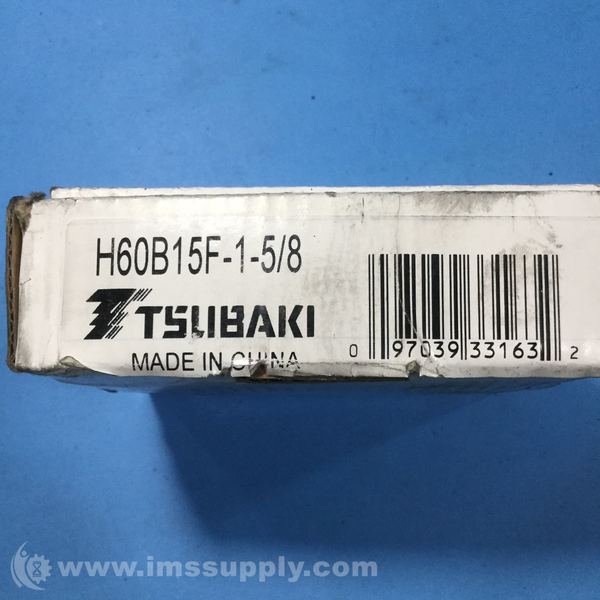 H60B15F-1-5/8
TSUBAKI
MADE IN CHINA
0 97039 33163 2
www.imssupply.com